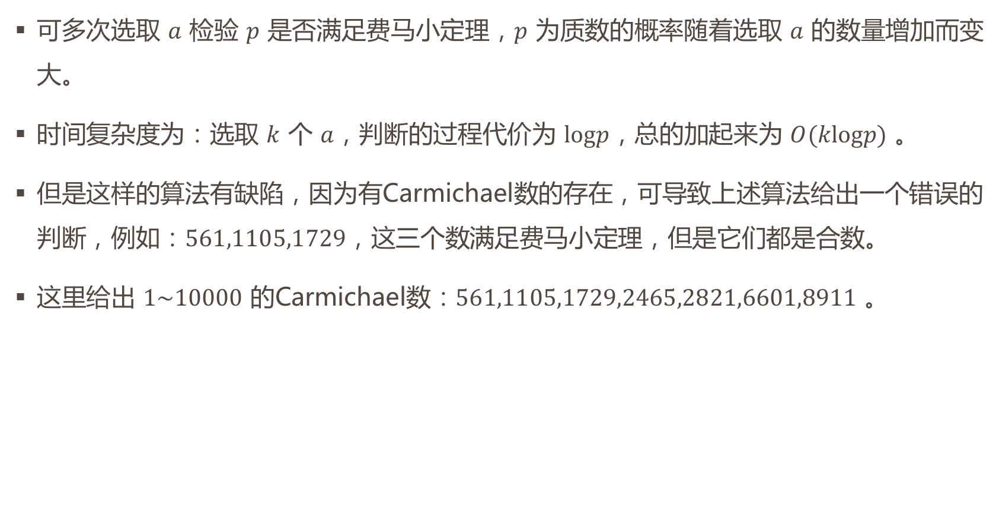 ▪ 可多次选取 a 检验 p 是否满足费马小定理，p 为质数的概率随着选取 a 的数量增加而变
大。
▪ 时间复杂度为：选取 k 个 a，判断的过程代价为 logp，总的加起来为 O(klogp) 。
▪ 但是这样的算法有缺陷，因为有Carmichael数的存在，可导致上述算法给出一个错误的
判断，例如：561,1105,1729，这三个数满足费马小定理，但是它们都是合数。
▪ 这里给出 1~10000 的Carmichael数：561,1105,1729,2465,2821,6601,8911 。